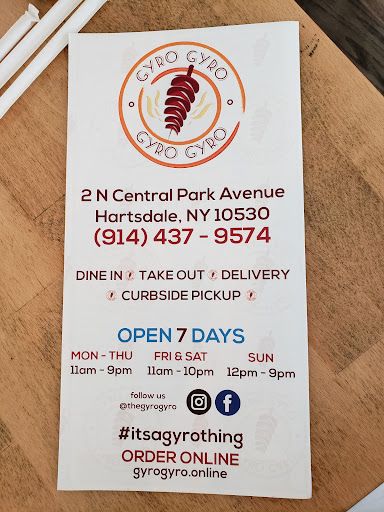 GYRO GYRO
GYRO GYRO
2 N Central Park Avenue
Hartsdale, NY 10530
(914) 437 - 9574
DINE IN TAKE OUT DELIVERY
CURBSIDE PICKUP
OPEN 7 DAYS
MON - THU FRI & SAT SUN
11am - 9pm 11am - 10pm 12pm - 9pm
follow us
@thegyrogyro
#itsagyrothing
ORDER ONLINE
gyrogyro.online